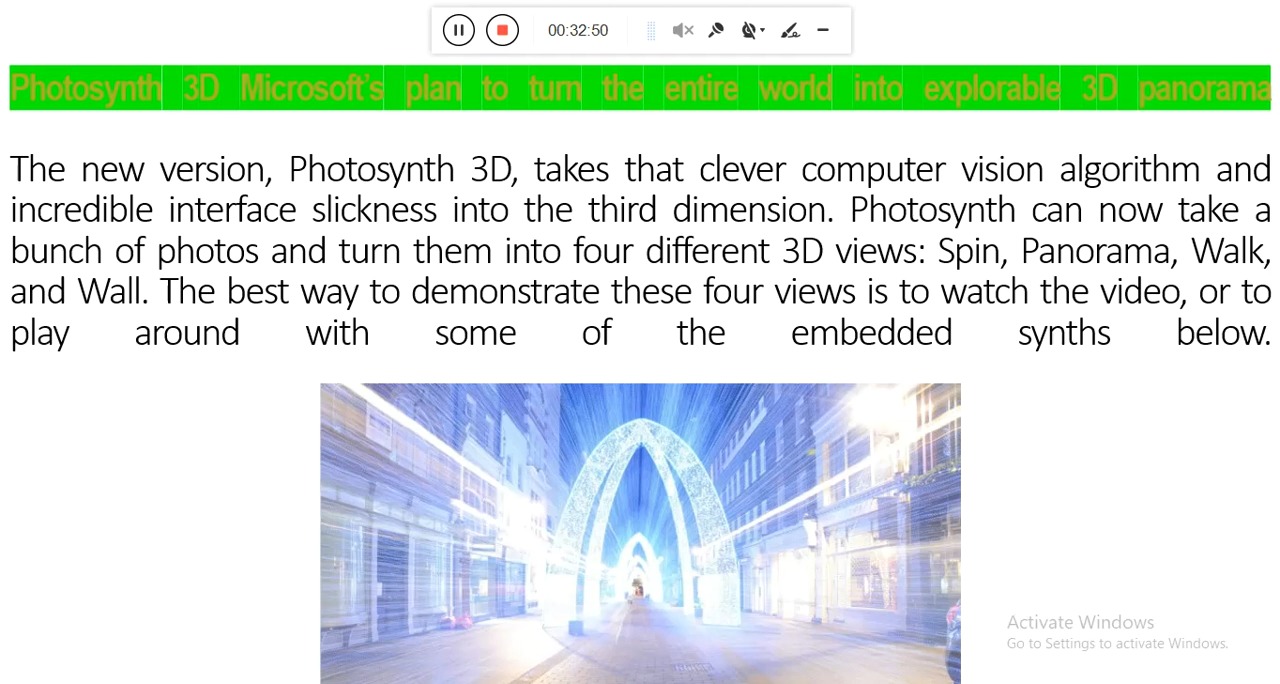 00:32:50
Photosynth 3D Microsoft's plan to turn the entire world into explorable 3D panorama
The new version, Photosynth 3D, takes that clever computer vision algorithm and
incredible interface slickness into the third dimension. Photosynth can now take a
bunch of photos and turn them into four different 3D views: Spin, Panorama, Walk,
and Wall. The best way to demonstrate these four views is to watch the video, or to
play around with some of the embedded synths below.
Activate Windows
Go to Settings to activate Windows.